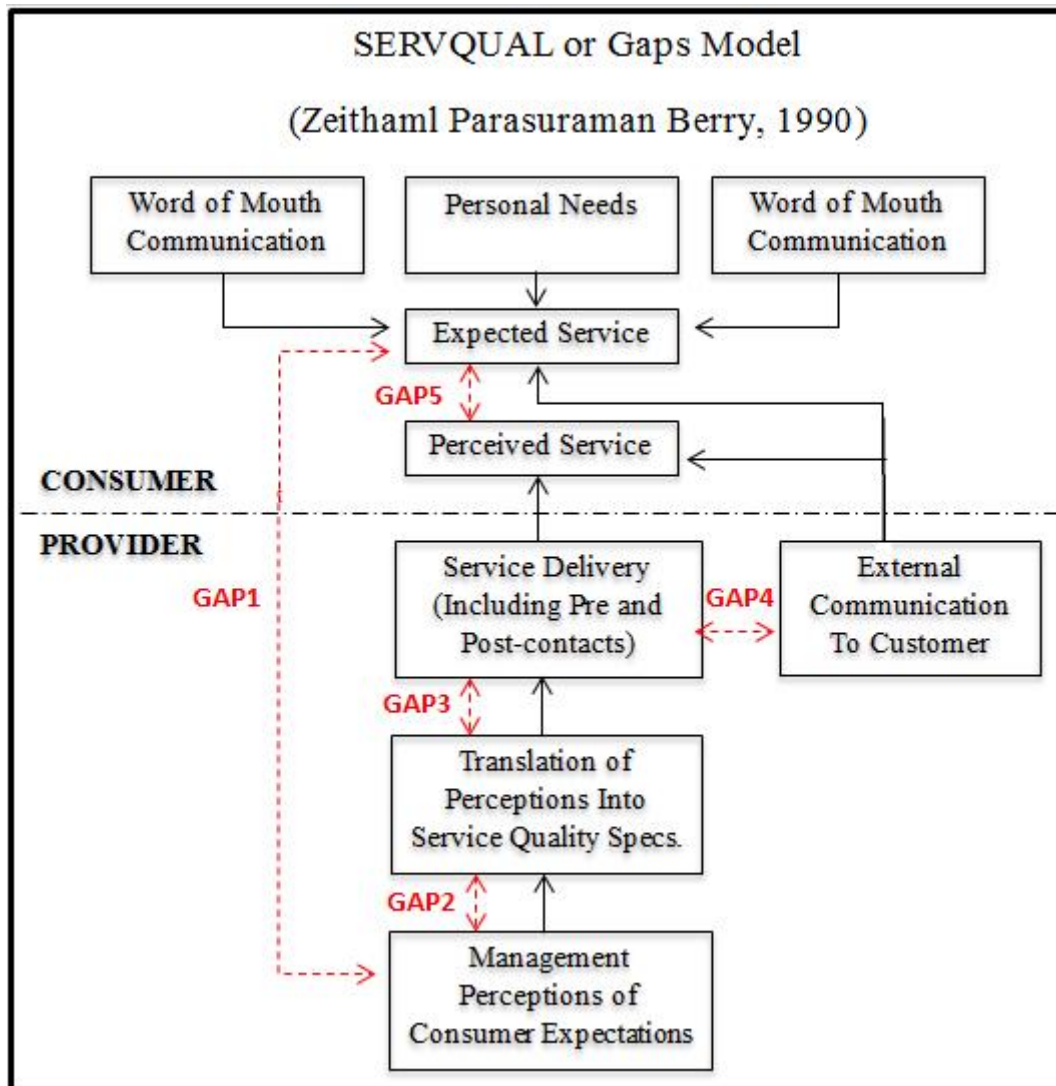 SERVQUAL or Gaps Model
(Zeithaml Parasuraman Berry, 1990)
Word of Mouth
Communication
Personal Needs
Word of Mouth
Communication
Expected Service
GAP5
Perceived Service
CONSUMER
PROVIDER
GAP1
Service Delivery
(Including Pre and
Post-contacts)
GAP4
External
Communication
To Customer
GAP3
Translation of
Perceptions Into
Service Quality Specs.
GAP2
Management
Perceptions of
Consumer Expectations